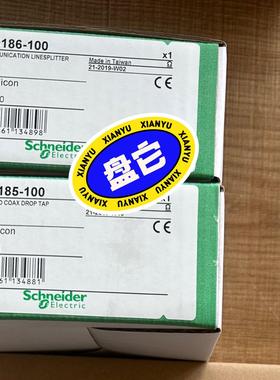 186-100
UNICATION LINESPLITTER
x1
Made in Taiwan
21-2019-W02
icon
0
CE
61 134898
Schneider
Electric
XIANYU XIANYU XIANYU XIANYU
盘它
185-100
O COAX DROP TAP
x1
icon
CE
61 134881
Schneider
Electric